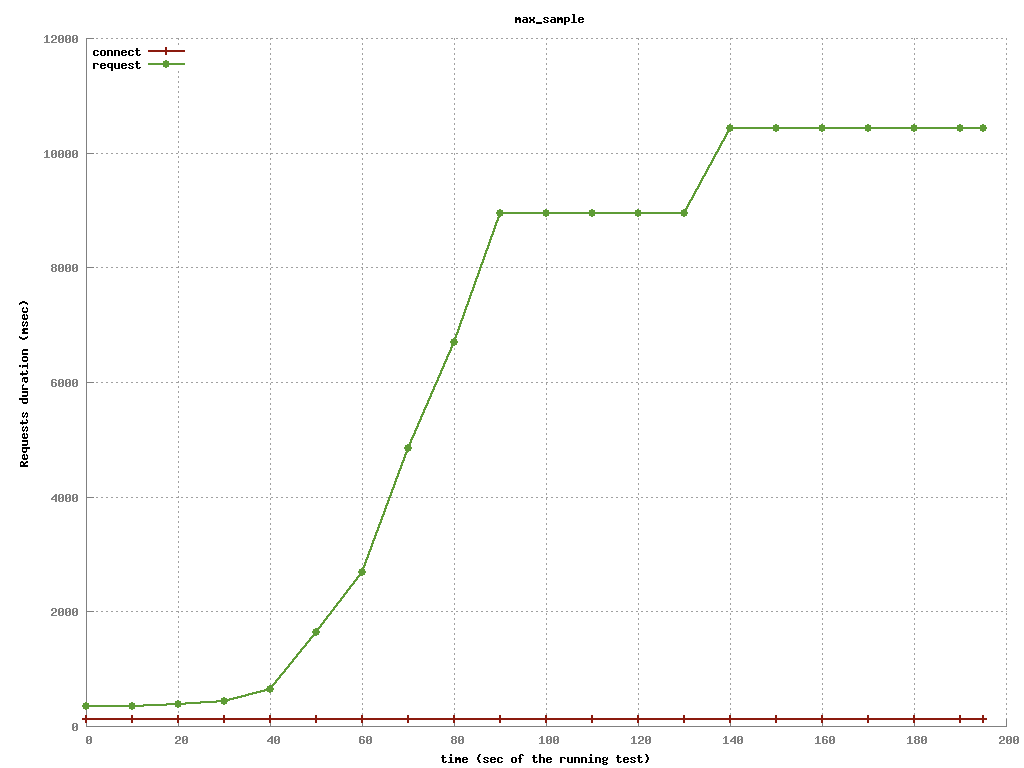 max_sample
12000
connect
request
10000
8000
Requests duration (msec)
6000
4000
2000
0
0 20 40 60 80 100 120 140 160 180 200
time (sec of the running test)